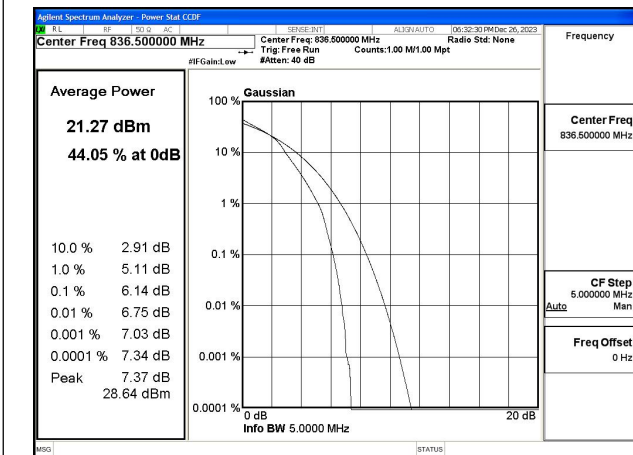 Agilent Spectrum Analyzer - Power Stat CCDF
RL RF 50 Ω AC SENSE:INT ALIGNAUTO 06:32:30 PM Dec 26, 2023
Center Freq 836.500000 MHz
Center Freq: 836.500000 MHz Radio Std: None
Trig: Free Run Counts:1.00 M/1.00 Mpt
#IFGain:Low #Atten: 40 dB
Average Power
21.27 dBm
44.05 % at 0dB
10.0 % 2.91 dB
1.0 % 5.11 dB
0.1 % 6.14 dB
0.01 % 6.75 dB
0.001 % 7.03 dB
0.0001 % 7.34 dB
Peak 7.37 dB
28.64 dBm
Gaussian
100 %
10 %
1 %
0.1 %
0.01 %
0.001 %
0.0001 %
0 dB 20 dB
Info BW 5.0000 MHz
Frequency
Center Freq
836.500000 MHz
CF Step
5.000000 MHz
Auto Man
Freq Offset
0 Hz
MSG STATUS